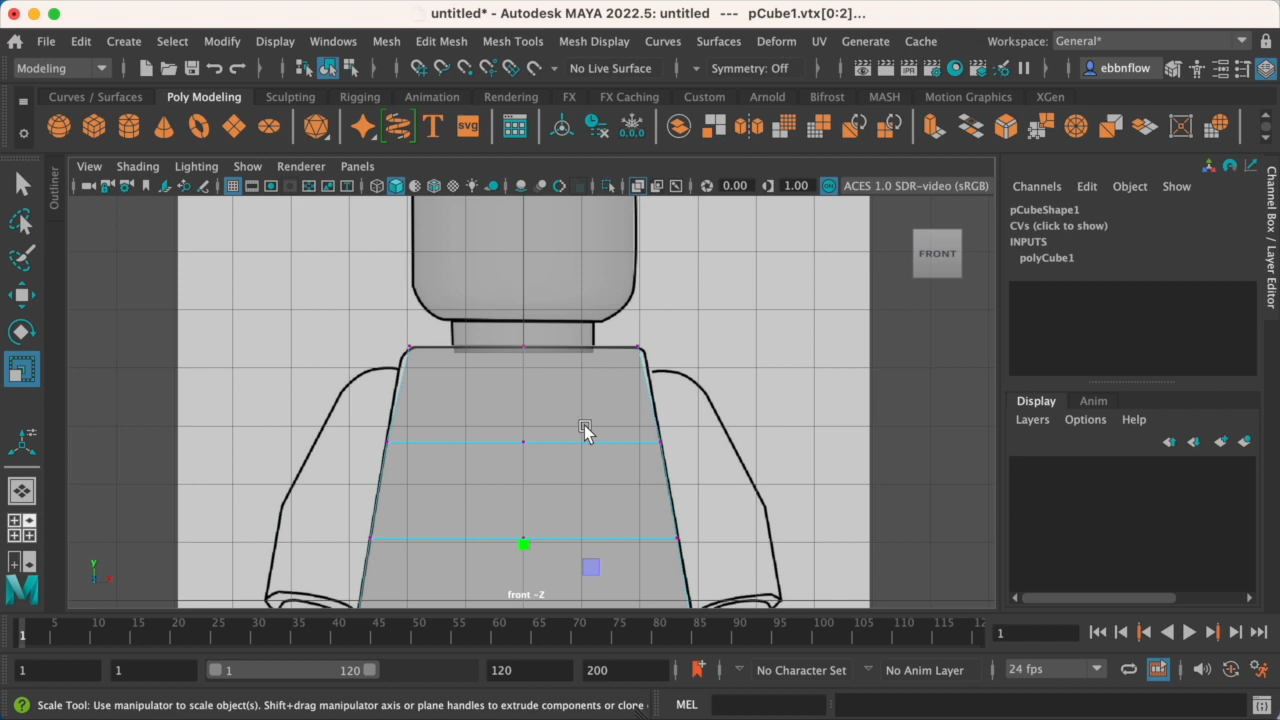 untitled* - Autodesk MAYA 2022.5: untitled --- pCube1.vtx[0:2]...
File Edit Create Select Modify Display Windows Mesh Edit Mesh Mesh Tools Mesh Display Curves Surfaces Deform UV Generate Cache Workspace: General*
Modeling No Live Surface Symmetry: Off ebbnflow
Curves / Surfaces Poly Modeling Sculpting Rigging Animation Rendering FX FX Caching Custom Arnold Bifrost MASH Motion Graphics XGen
T svg 0,0,0
IPR
View Shading Lighting Show Renderer Panels
0.00 1.00 ON ACES 1.0 SDR-video (sRGB)
Outliner
FRONT
Y
X
front -Z
Channels Edit Object Show
pCubeShape1
CVs (click to show)
INPUTS
polyCube1
Channel Box / Layer Editor
Display Anim
Layers Options Help
1 5 10 15 20 25 30 35 40 45 50 55 60 65 70 75 80 85 90 95 100 105 110 115 12
1
1 1 1 120 120 200 No Character Set No Anim Layer 24 fps
Scale Tool: Use manipulator to scale object(s). Shift+drag manipulator axis or plane handles to extrude components or clone
MEL